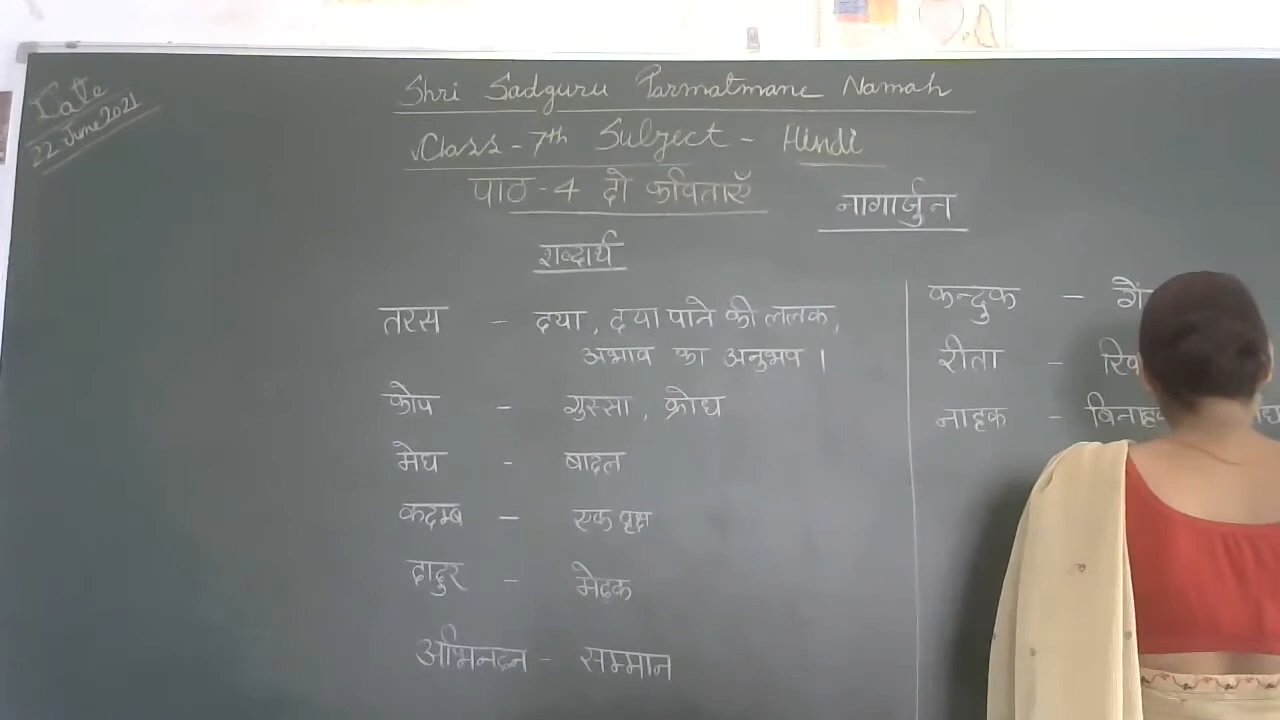 Date
22 June 2021
Shri Sadguru Parmatmane Namah
Class - 7th Subject - Hindi
पाठ - 4 दो कविताएँ
नागार्जुन
शब्दार्थ
तरस - दया, दया पाने की ललक,
अभाव का अनुभव ।
कोप - गुस्सा, क्रोध
मेघ - बादल
कदम्ब - एक वृक्ष
दादुर - मेढक
अभिनन्दन - सम्मान
कन्दुक -
रीता -
नाहक -